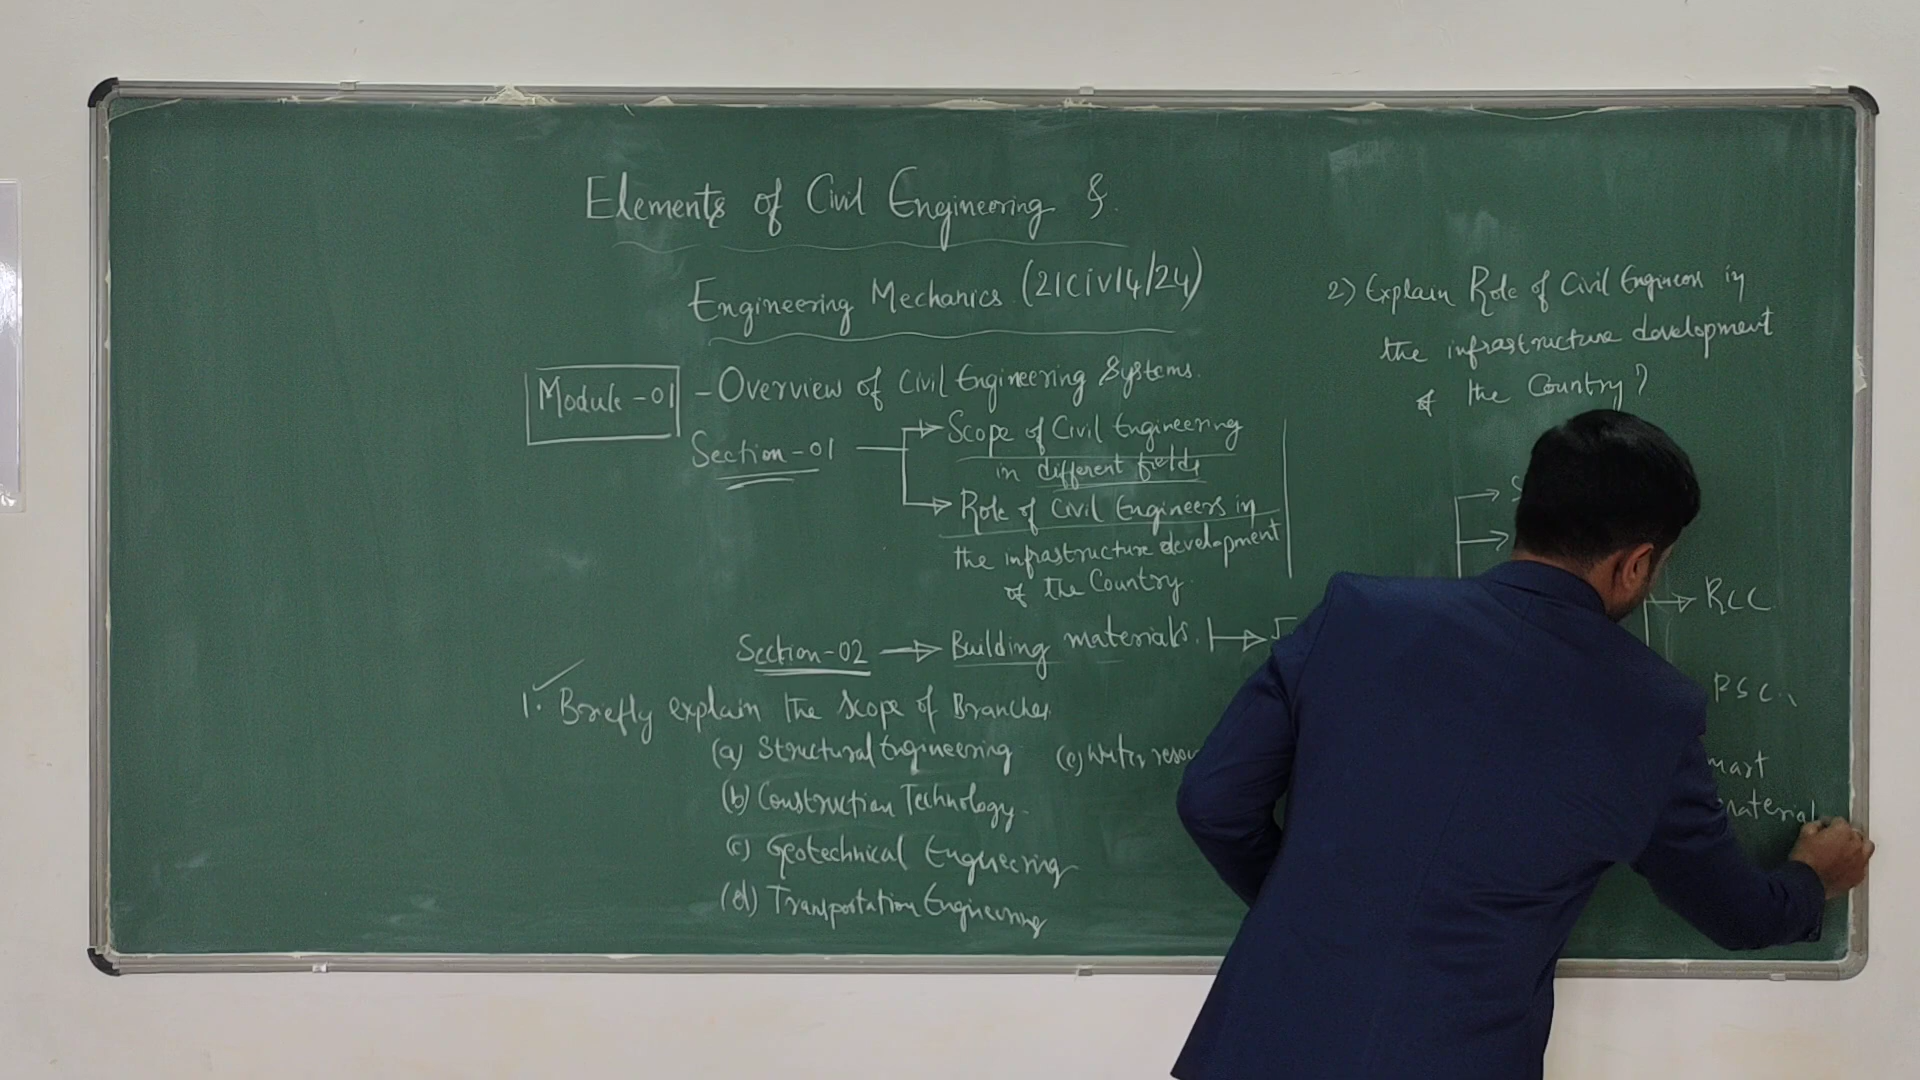 Elements of Civil Engineering &
Engineering Mechanics (21CIV14/24)
Module-01 - Overview of Civil Engineering Systems.
Section-01
Scope of Civil Engineering
in different fields
Role of Civil Engineers in
the infrastructure development
of the Country.
Section-02 Building materials.
1. Briefly explain the scope of Branches
(a) Structural Engineering (e) Water
(b) Construction Technology.
(c) Geotechnical Engineering
(d) Transportation Engineering
2) Explain Role of Civil Engineers in
the infrastructure development
of the Country?
RCC
PSC
material